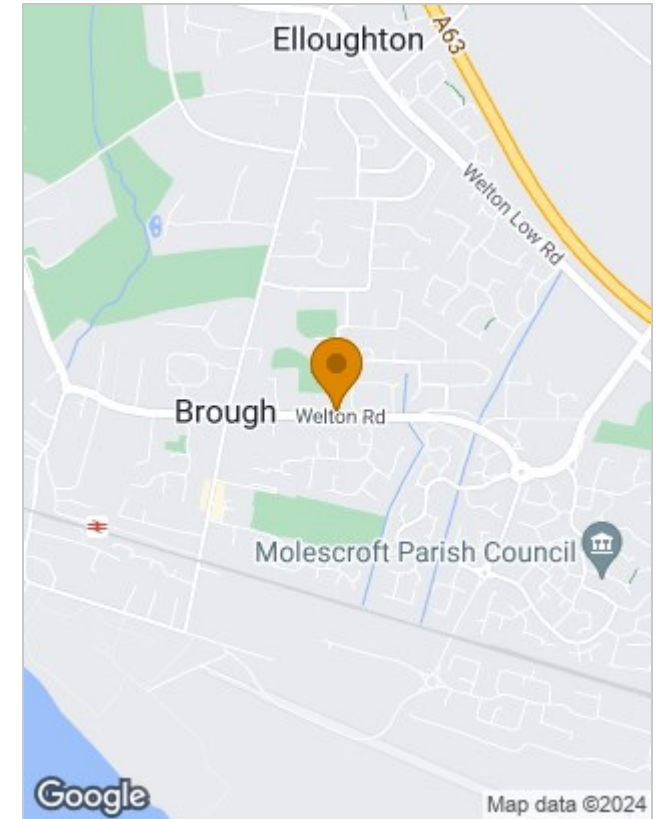 Elloughton
A63
Welton Low Rd
Brough
Welton Rd
Molescroft Parish Council
Google
Map data ©2024